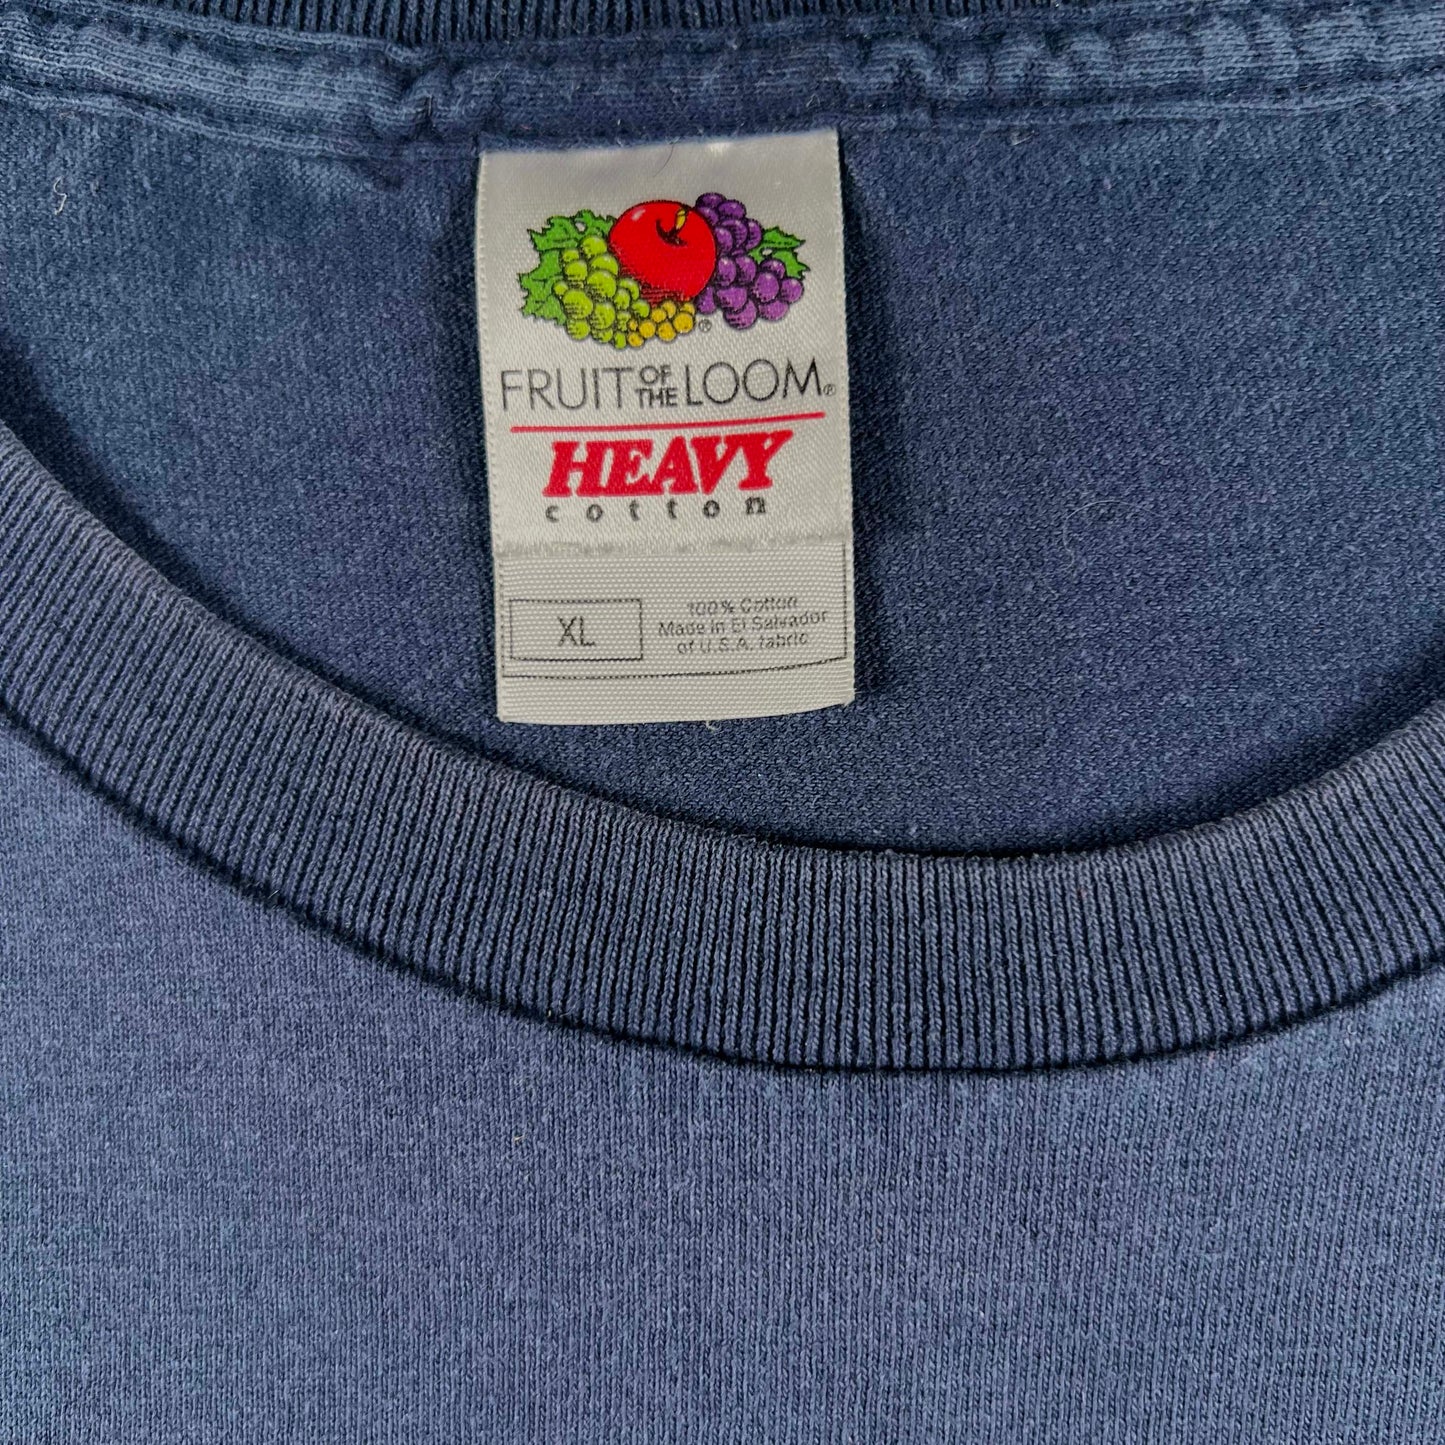 ®
FRUIT OF THE LOOM®
HEAVY
cotton
XL
100% Cotton
Made in El Salvador
of U.S.A. fabric